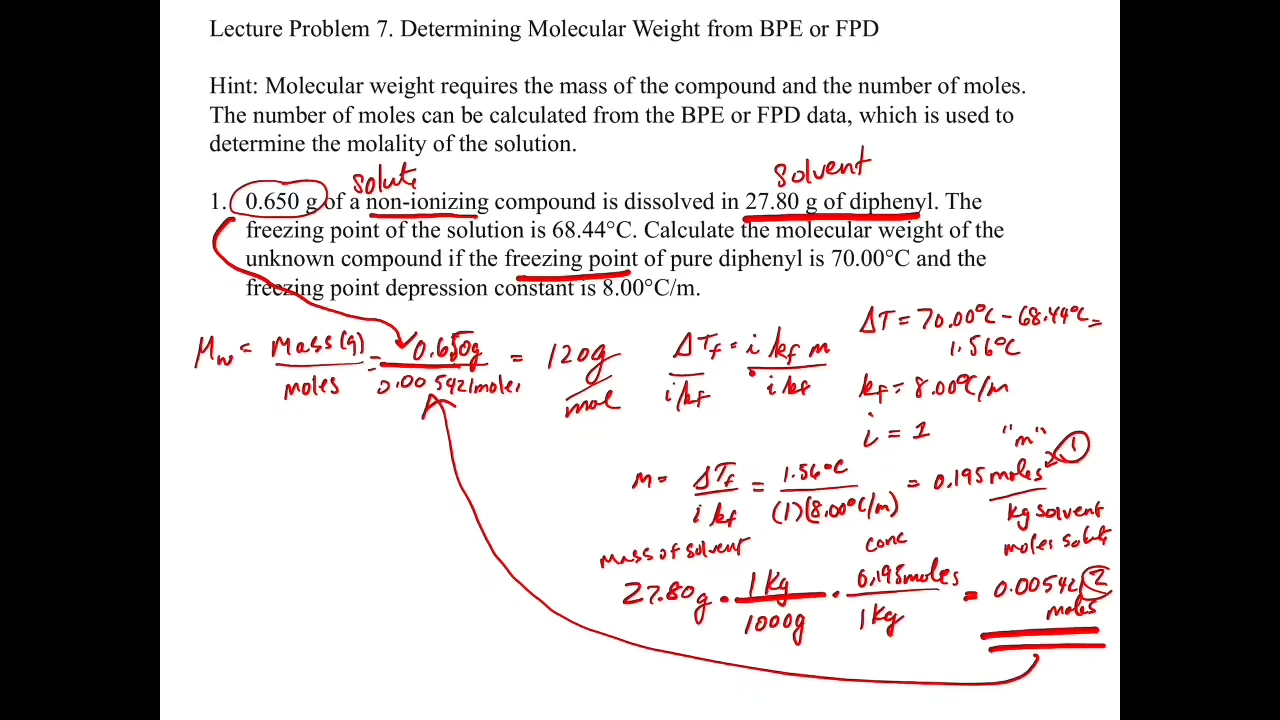 Lecture Problem 7. Determining Molecular Weight from BPE or FPD
Hint: Molecular weight requires the mass of the compound and the number of moles.
The number of moles can be calculated from the BPE or FPD data, which is used to
determine the molality of the solution.
solute
solvent
1. 0.650 g of a non-ionizing compound is dissolved in 27.80 g of diphenyl. The
freezing point of the solution is 68.44°C. Calculate the molecular weight of the
unknown compound if the freezing point of pure diphenyl is 70.00°C and the
freezing point depression constant is 8.00°C/m.
Mw = Mass(g)/moles = 0.650g/0.005421moles = 120g/mol
ΔTf/ikf = i kf m/i kf
ΔT = 70.00°C - 68.44°C =
1.56°C
kf = 8.00°C/m
i = 1
"m"
1
M = ΔTf/i kf = 1.56°C/(1)(8.00°C/m) = 0.195 moles/kg solvent
moles solute
mass of solvent
conc
27.80g · 1 kg/1000g · 0.195moles/1 kg = 0.00542 moles
2